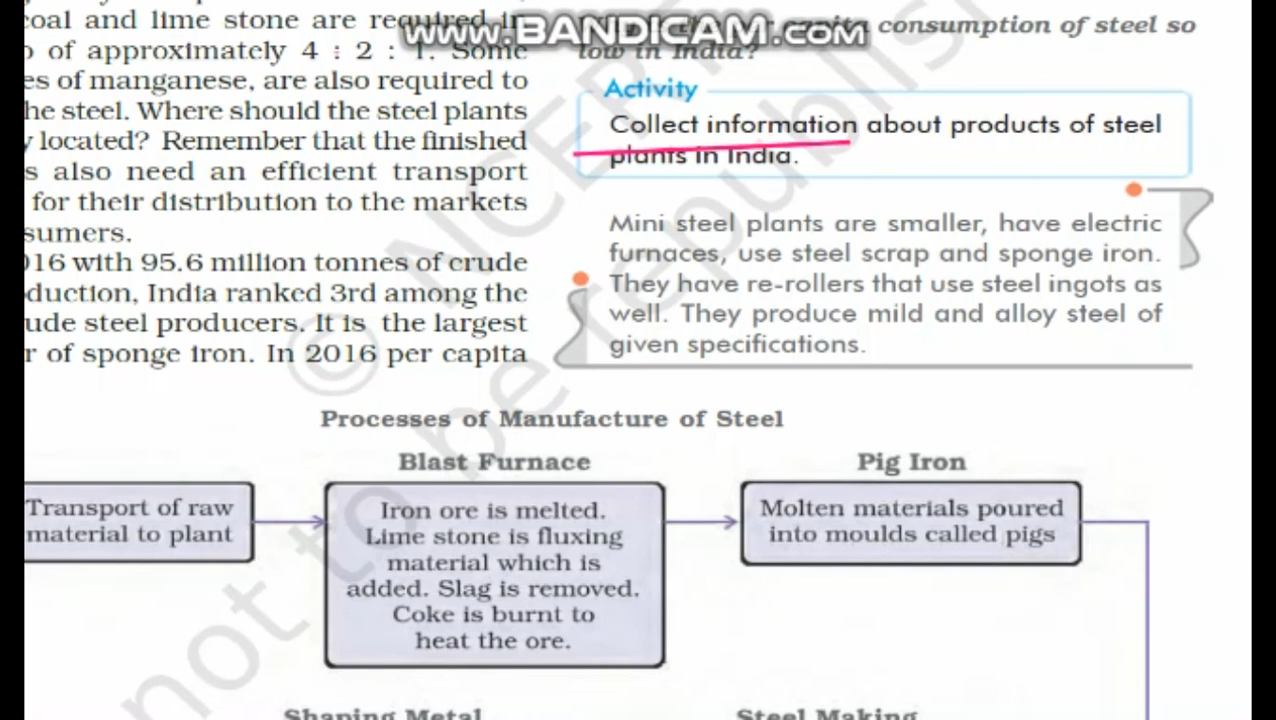 coal and lime stone are required in
of approximately 4 : 2 : 1. Some
es of manganese, are also required to
he steel. Where should the steel plants
located? Remember that the finished
s also need an efficient transport
for their distribution to the markets
sumers.
16 with 95.6 million tonnes of crude
duction, India ranked 3rd among the
ude steel producers. It is the largest
r of sponge iron. In 2016 per capita
www.BANDICAM.com
capita consumption of steel so
low in India?
Activity
Collect information about products of steel
plants in India.
Mini steel plants are smaller, have electric
furnaces, use steel scrap and sponge iron.
They have re-rollers that use steel ingots as
well. They produce mild and alloy steel of
given specifications.
© NCERT
not to be republis
Processes of Manufacture of Steel
Blast Furnace
Pig Iron
Transport of raw
material to plant
Iron ore is melted.
Lime stone is fluxing
material which is
added. Slag is removed.
Coke is burnt to
heat the ore.
Molten materials poured
into moulds called pigs
Shaping Metal
Steel Making